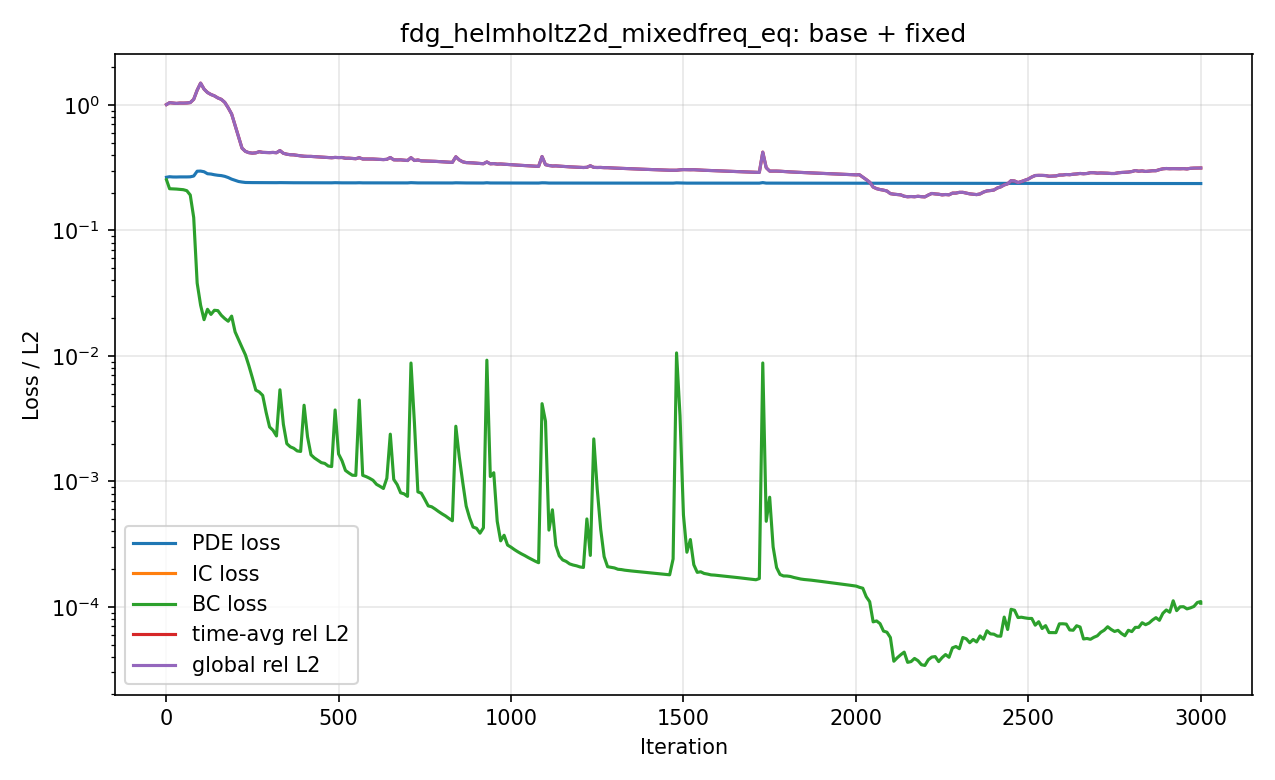 fdg_helmholtz2d_mixedfreq_eq: base + fixed
Loss / L2
10⁰
10⁻¹
10⁻²
10⁻³
10⁻⁴
PDE loss
IC loss
BC loss
time-avg rel L2
global rel L2
0 500 1000 1500 2000 2500 3000
Iteration